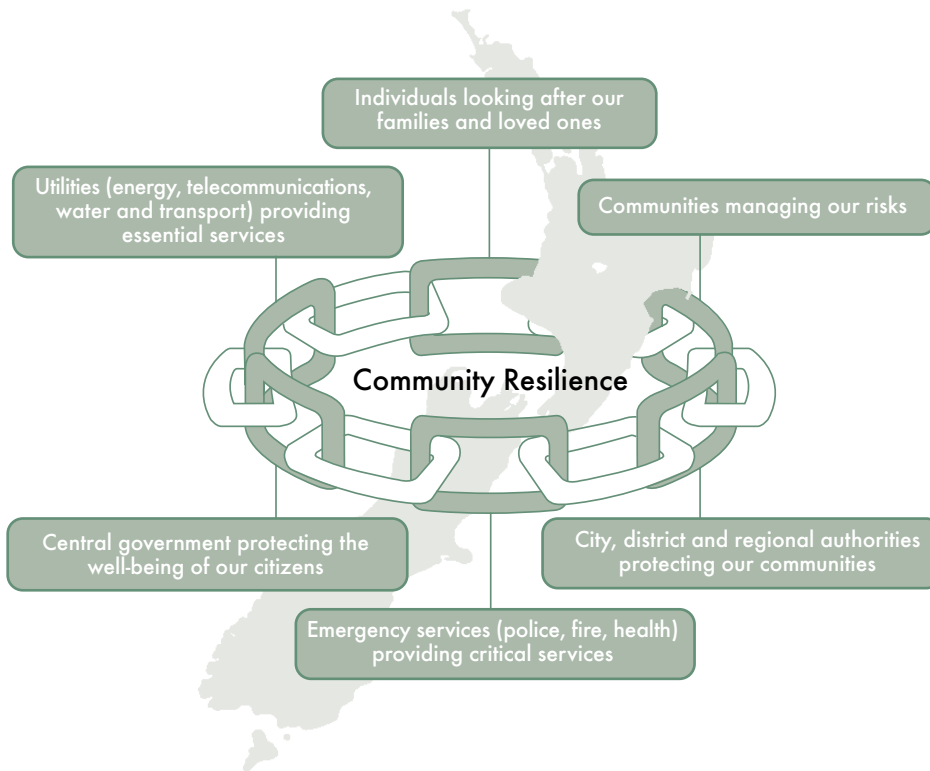 Individuals looking after our
families and loved ones
Utilities (energy, telecommunications,
water and transport) providing
essential services
Communities managing our risks
Community Resilience
Central government protecting the
well-being of our citizens
City, district and regional authorities
protecting our communities
Emergency services (police, fire, health)
providing critical services